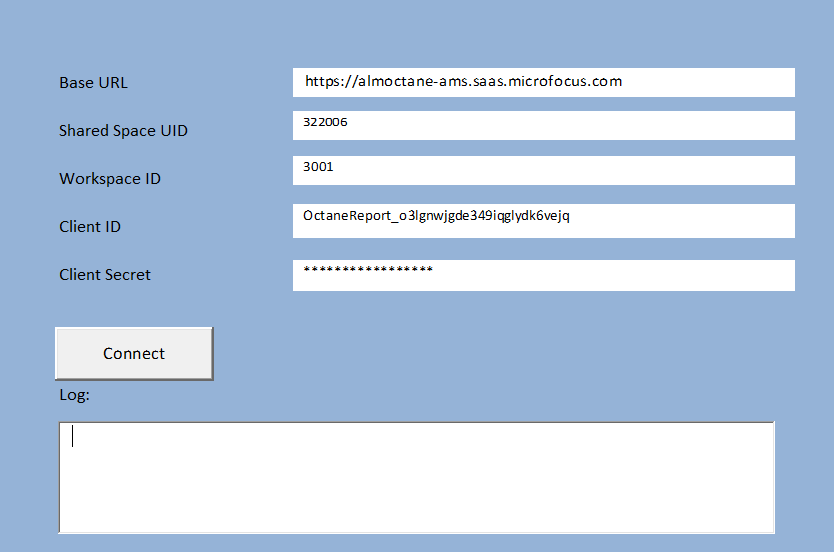 Base URL https://almoctane-ams.saas.microfocus.com
Shared Space UID 322006
Workspace ID 3001
Client ID OctaneReport_o3lgnwjgde349iqglydk6vejq
Client Secret *****************
Connect
Log: